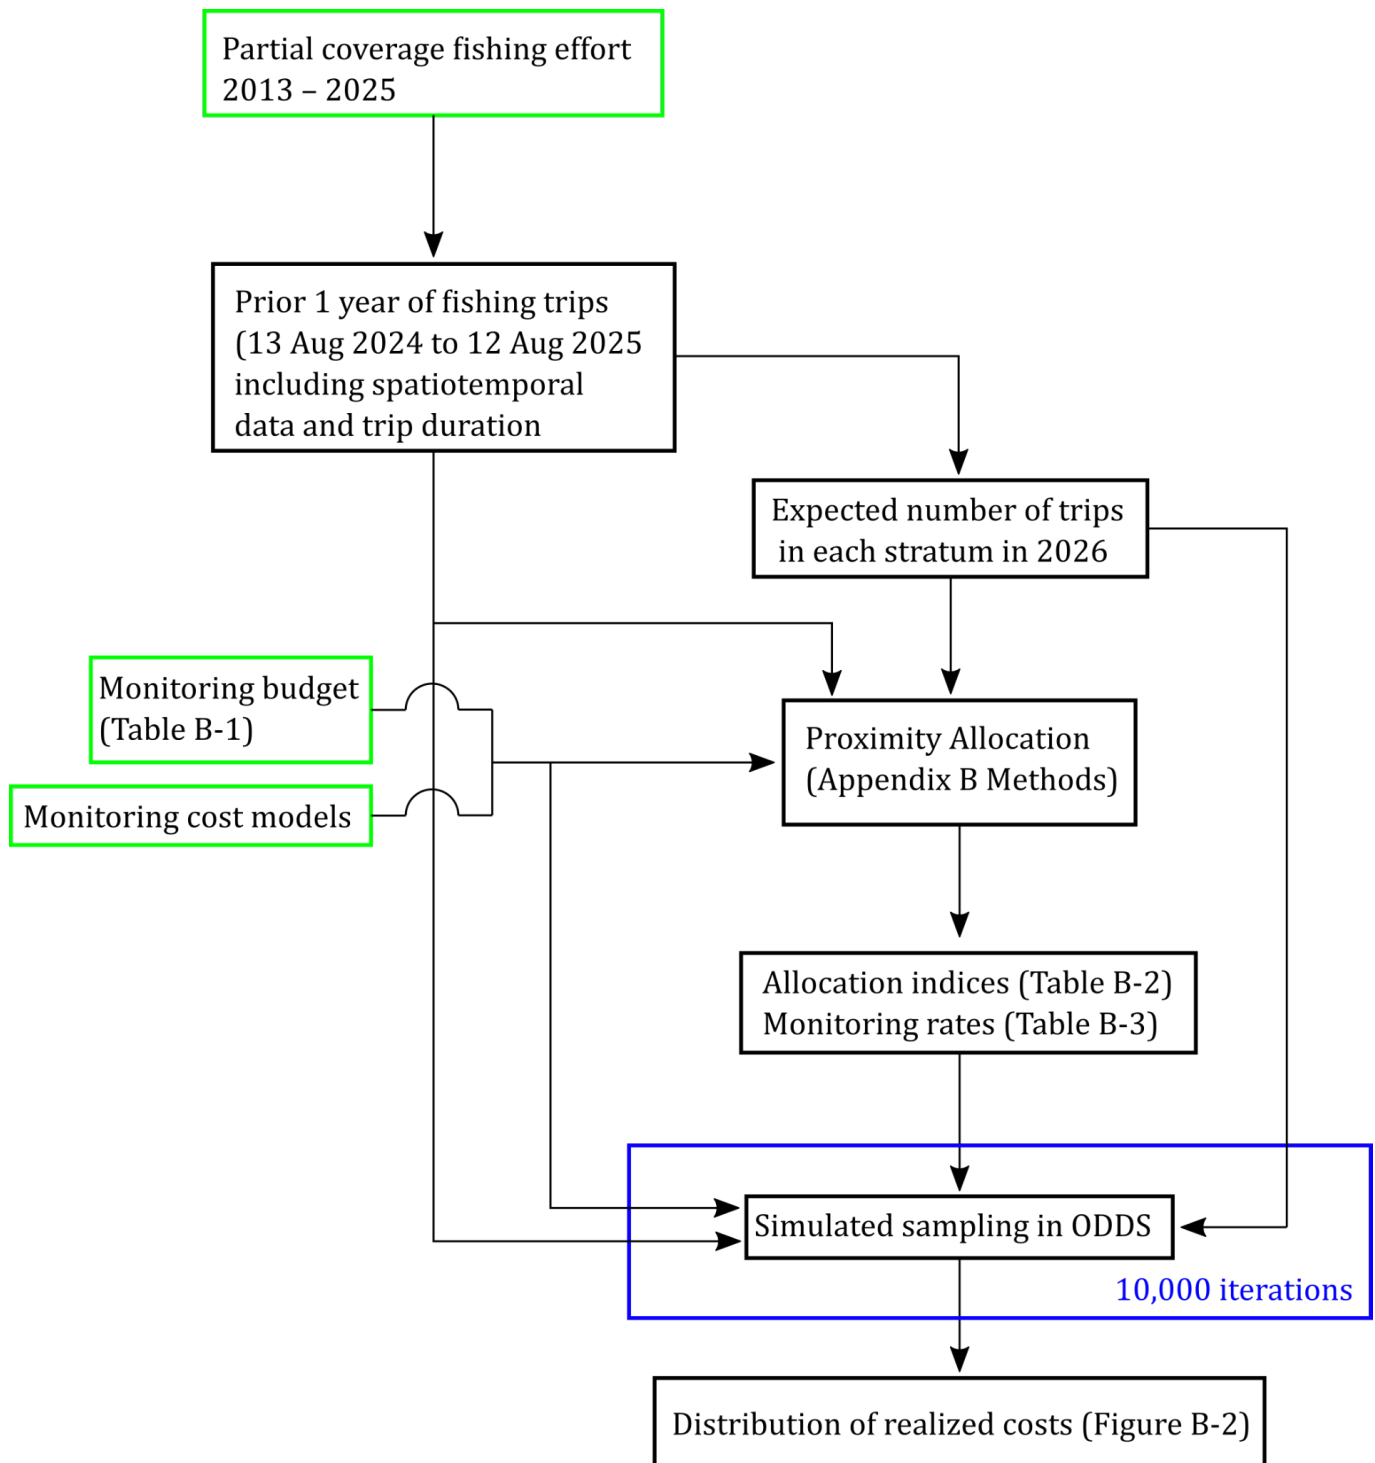 Partial coverage fishing effort
2013 – 2025
Prior 1 year of fishing trips
(13 Aug 2024 to 12 Aug 2025
including spatiotemporal
data and trip duration
Expected number of trips
in each stratum in 2026
Monitoring budget
(Table B-1)
Monitoring cost models
Proximity Allocation
(Appendix B Methods)
Allocation indices (Table B-2)
Monitoring rates (Table B-3)
Simulated sampling in ODDS
10,000 iterations
Distribution of realized costs (Figure B-2)